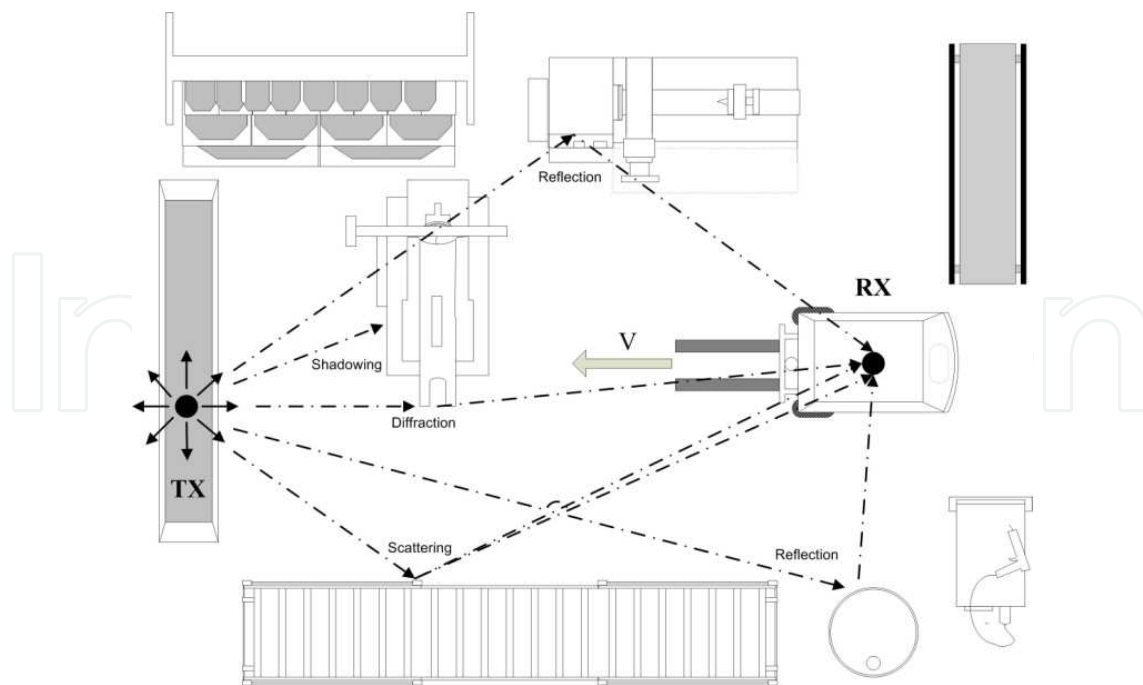 Reflection
RX
V
Shadowing
Diffraction
TX
Scattering
Reflection